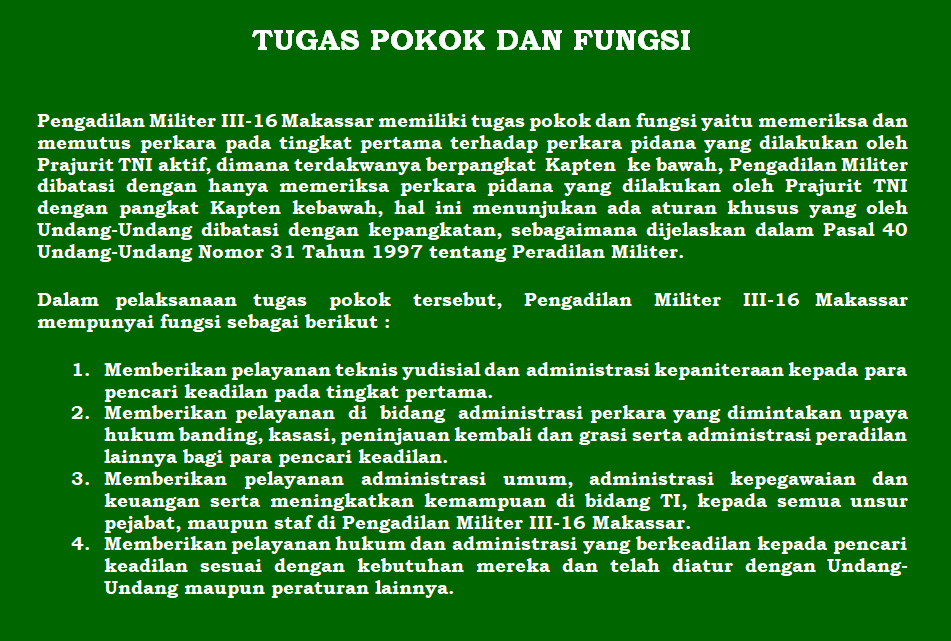 TUGAS POKOK DAN FUNGSI
Pengadilan Militer III-16 Makassar memiliki tugas pokok dan fungsi yaitu memeriksa dan
memutus perkara pada tingkat pertama terhadap perkara pidana yang dilakukan oleh
Prajurit TNI aktif, dimana terdakwanya berpangkat Kapten ke bawah, Pengadilan Militer
dibatasi dengan hanya memeriksa perkara pidana yang dilakukan oleh Prajurit TNI
dengan pangkat Kapten kebawah, hal ini menunjukan ada aturan khusus yang oleh
Undang-Undang dibatasi dengan kepangkatan, sebagaimana dijelaskan dalam Pasal 40
Undang-Undang Nomor 31 Tahun 1997 tentang Peradilan Militer.
Dalam pelaksanaan tugas pokok tersebut, Pengadilan Militer III-16 Makassar
mempunyai fungsi sebagai berikut :
1. Memberikan pelayanan teknis yudisial dan administrasi kepaniteraan kepada para
pencari keadilan pada tingkat pertama.
2. Memberikan pelayanan di bidang administrasi perkara yang dimintakan upaya
hukum banding, kasasi, peninjauan kembali dan grasi serta administrasi peradilan
lainnya bagi para pencari keadilan.
3. Memberikan pelayanan administrasi umum, administrasi kepegawaian dan
keuangan serta meningkatkan kemampuan di bidang TI, kepada semua unsur
pejabat, maupun staf di Pengadilan Militer III-16 Makassar.
4. Memberikan pelayanan hukum dan administrasi yang berkeadilan kepada pencari
keadilan sesuai dengan kebutuhan mereka dan telah diatur dengan Undang-
Undang maupun peraturan lainnya.